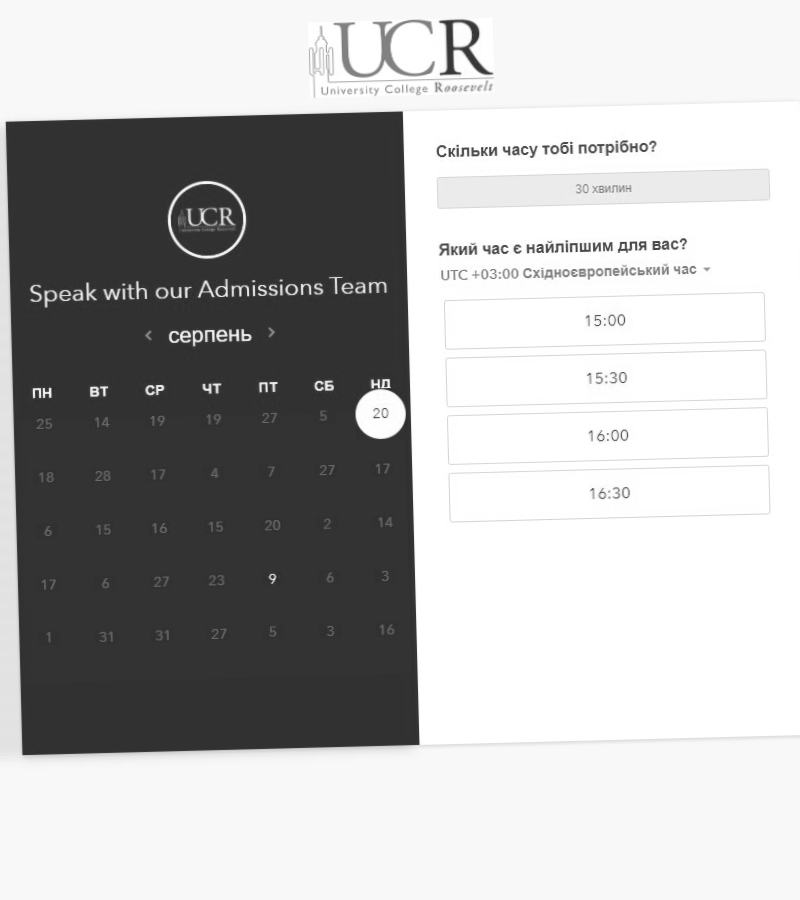 UCR
University College Roosevelt
UCR
University College Roosevelt
Speak with our Admissions Team
‹ серпень ›
ПН ВТ СР ЧТ ПТ СБ НД
25 14 19 19 27 5 20
18 28 17 4 7 27 17
6 15 16 15 20 2 14
17 6 27 23 9 6 3
1 31 31 27 5 3 16
Скільки часу тобі потрібно?
30 хвилин
Який час є найліпшим для вас?
UTC +03:00 Східноєвропейський час
15:00
15:30
16:00
16:30